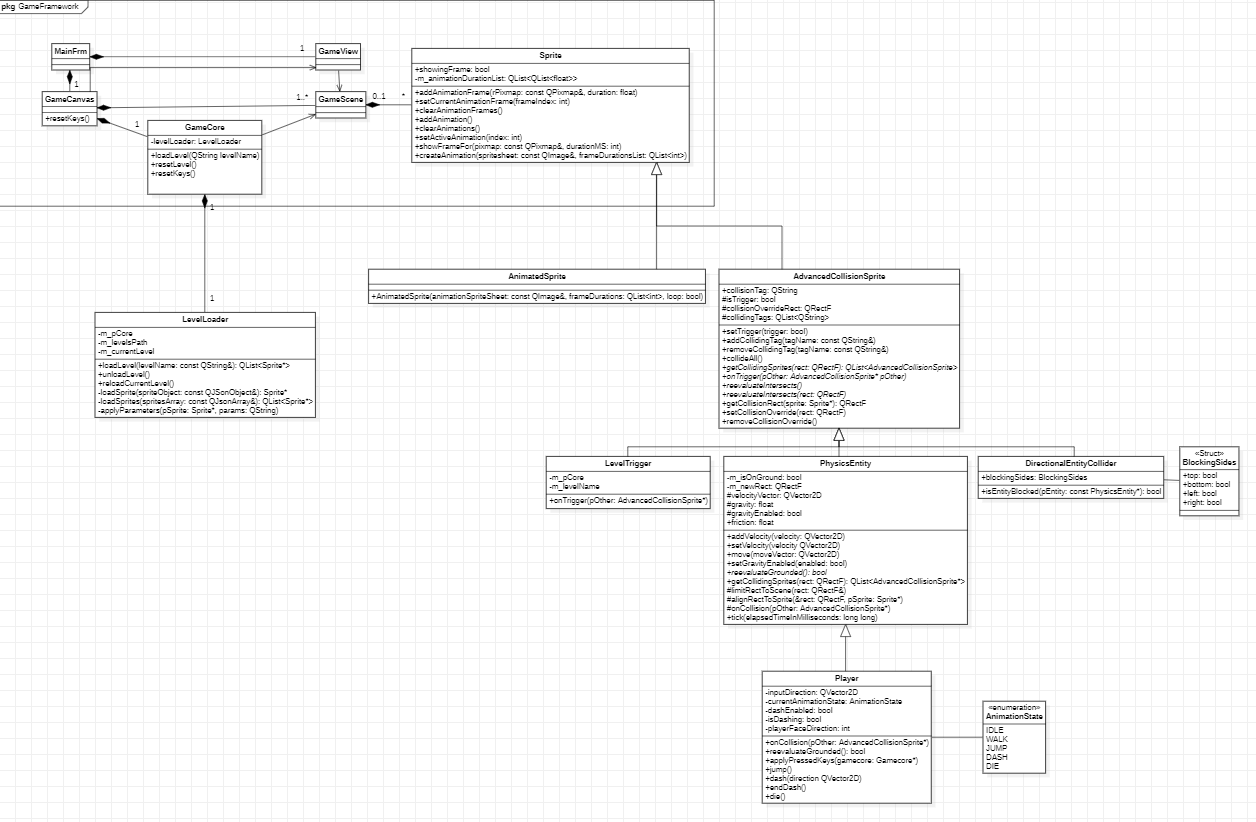 pkg GameFramework
MainFrm
1
GameView
1
GameCanvas
+resetKeys()
1..*
GameScene
0..1
*
1
GameCore
-levelLoader: LevelLoader
+loadLevel(QString levelName)
+resetLevel()
+resetKeys()
1
1
Sprite
+showingFrame: bool
-m_animationDurationList: QList<QList<float>>
+addAnimationFrame(rPixmap: const QPixmap&, duration: float)
+setCurrentAnimationFrame(frameIndex: int)
+clearAnimationFrames()
+addAnimation()
+clearAnimations()
+setActiveAnimation(index: int)
+showFrameFor(pixmap: const QPixmap&, durationMS: int)
+createAnimation(spritesheet: const QImage&, frameDurationsList: QList<int>)
AnimatedSprite
+AnimatedSprite(animationSpriteSheet: const QImage&, frameDurations: QList<int>, loop: bool)
AdvancedCollisionSprite
+collisionTag: QString
#isTrigger: bool
#collisionOverrideRect: QRectF
#collidingTags: QList<QString>
+setTrigger(trigger: bool)
+addCollidingTag(tagName: const QString&)
+removeCollidingTag(tagName: const QString&)
+collideAll()
+getCollidingSprites(rect: QRectF): QList<AdvancedCollisionSprite>
+onTrigger(pOther: AdvancedCollisionSprite* pOther)
+reevaluateIntersects()
+reevaluateIntersects(rect: QRectF)
+getCollisionRect(sprite: Sprite*): QRectF
+setCollisionOverride(rect: QRectF)
+removeCollisionOverride()
LevelLoader
-m_pCore
-m_levelsPath
-m_currentLevel
+loadLevel(levelName: const QString&): QList<Sprite*>
+unloadLevel()
+reloadCurrentLevel()
-loadSprite(spriteObject: const QJSonObject&): Sprite*
-loadSprites(spritesArray: const QJsonArray&): QList<Sprite*>
-applyParameters(pSprite: Sprite*, params: QString)
LevelTrigger
-m_pCore
-m_levelName
+onTrigger(pOther: AdvancedCollisionSprite*)
PhysicsEntity
-m_isOnGround: bool
-m_newRect: QRectF
#velocityVector: QVector2D
#gravity: float
#gravityEnabled: bool
+friction: float
+addVelocity(velocity: QVector2D)
+setVelocity(velocity QVector2D)
+move(moveVector: QVector2D)
+setGravityEnabled(enabled: bool)
+reevaluateGrounded(): bool
+getCollidingSprites(rect: QRectF): QList<AdvancedCollisionSprite*>
#limitRectToScene(rect: QRectF&)
#alignRectToSprite(&rect: QRectF, pSprite: Sprite*)
#onCollision(pOther: AdvancedCollisionSprite*)
+tick(elapsedTimeInMilliseconds: long long)
DirectionalEntityCollider
+blockingSides: BlockingSides
+isEntityBlocked(pEntity: const PhysicsEntity*): bool
«Struct»
BlockingSides
+top: bool
+bottom: bool
+left: bool
+right: bool
Player
-inputDirection: QVector2D
-currentAnimationState: AnimationState
-dashEnabled: bool
-isDashing: bool
-playerFaceDirection: int
+onCollision(pOther: AdvancedCollisionSprite*)
+reevaluateGrounded(): bool
+applyPressedKeys(gamecore: Gamecore*)
+jump()
+dash(direction QVector2D)
+endDash()
+die()
«enumeration»
AnimationState
IDLE
WALK
JUMP
DASH
DIE